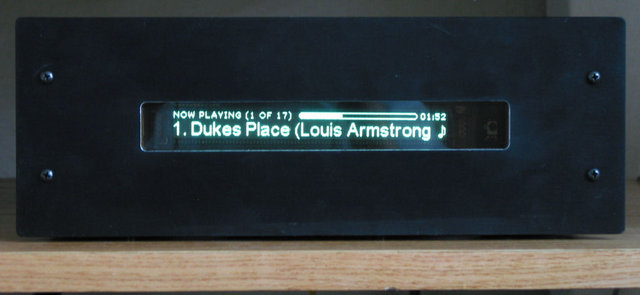 NOW PLAYING (1 OF 17) 01:52
1. Dukes Place (Louis Armstrong ♪